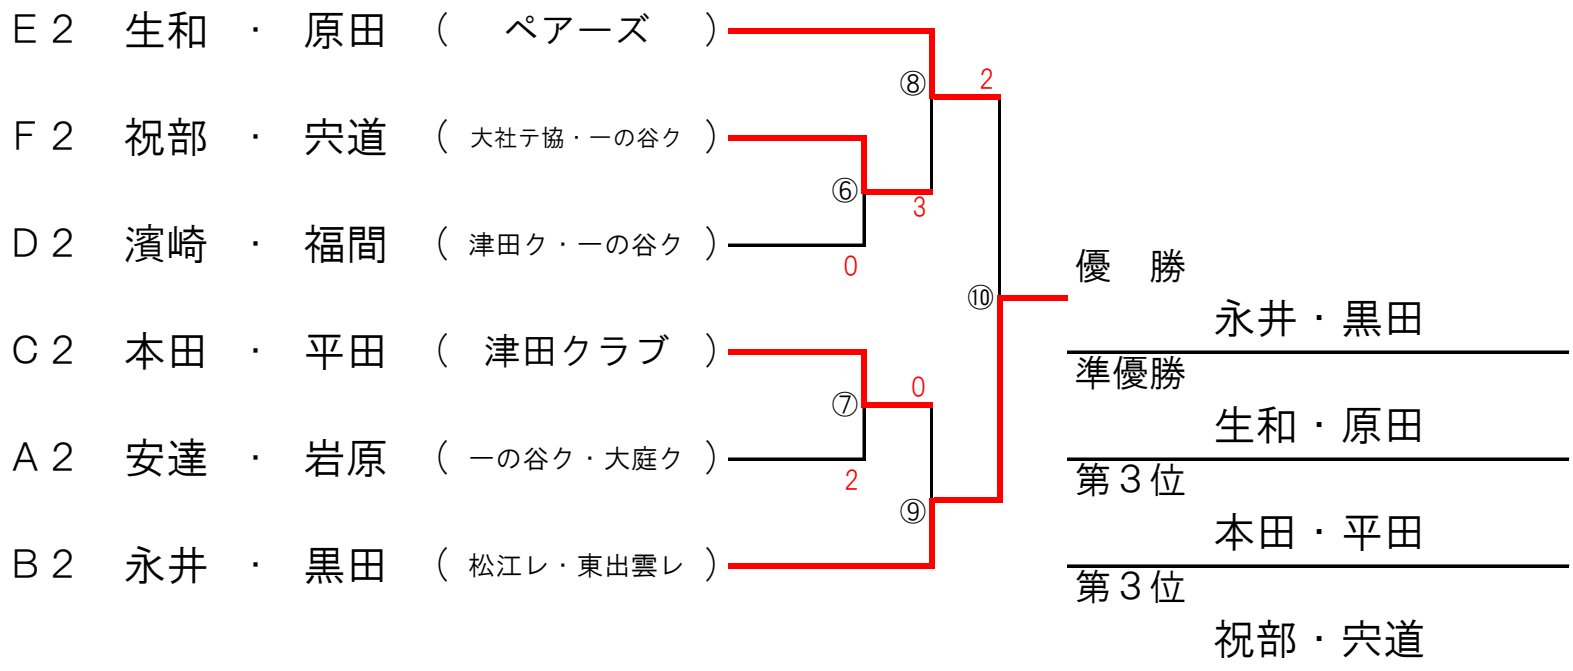 E2 生和 ・ 原田 ( ペアーズ )
⑧ 2
F2 祝部 ・ 宍道 ( 大社テ協・一の谷ク )
⑥ 3
D2 濱崎 ・ 福間 ( 津田ク・一の谷ク )
0
⑩
C2 本田 ・ 平田 ( 津田クラブ )
⑦ 0
A2 安達 ・ 岩原 ( 一の谷ク・大庭ク )
2
⑨
B2 永井 ・ 黒田 ( 松江レ・東出雲レ )
優 勝
永井・黒田
準優勝
生和・原田
第3位
本田・平田
第3位
祝部・宍道